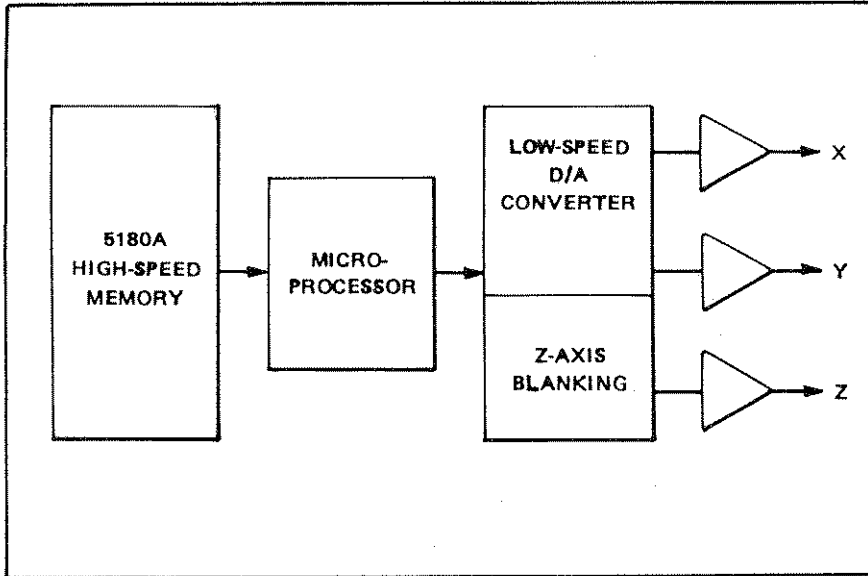 5180A
HIGH-SPEED
MEMORY
MICRO-
PROCESSOR
LOW-SPEED
D/A
CONVERTER
Z-AXIS
BLANKING
X
Y
Z